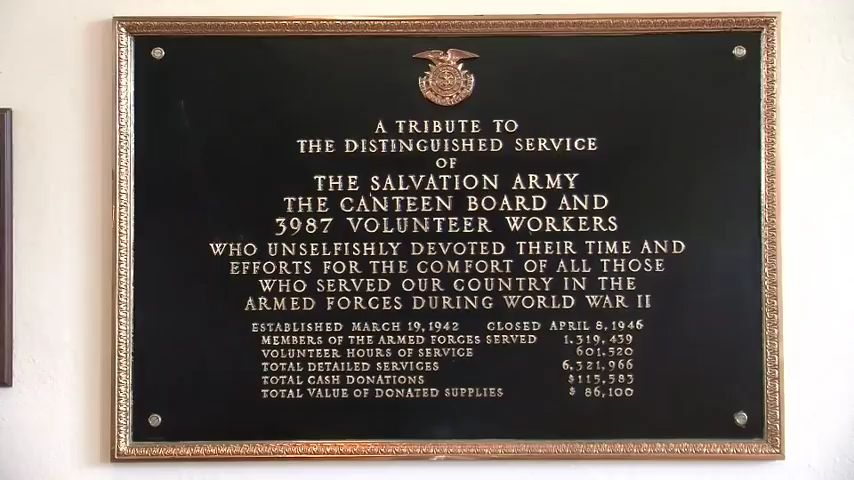 A TRIBUTE TO
THE DISTINGUISHED SERVICE
OF
THE SALVATION ARMY
THE CANTEEN BOARD AND
3987 VOLUNTEER WORKERS
WHO UNSELFISHLY DEVOTED THEIR TIME AND
EFFORTS FOR THE COMFORT OF ALL THOSE
WHO SERVED OUR COUNTRY IN THE
ARMED FORCES DURING WORLD WAR II
ESTABLISHED MARCH 19, 1942 CLOSED APRIL 8, 1946
MEMBERS OF THE ARMED FORCES SERVED 1,319,439
VOLUNTEER HOURS OF SERVICE 601,520
TOTAL DETAILED SERVICES 6,321,966
TOTAL CASH DONATIONS $115,583
TOTAL VALUE OF DONATED SUPPLIES $ 86,100